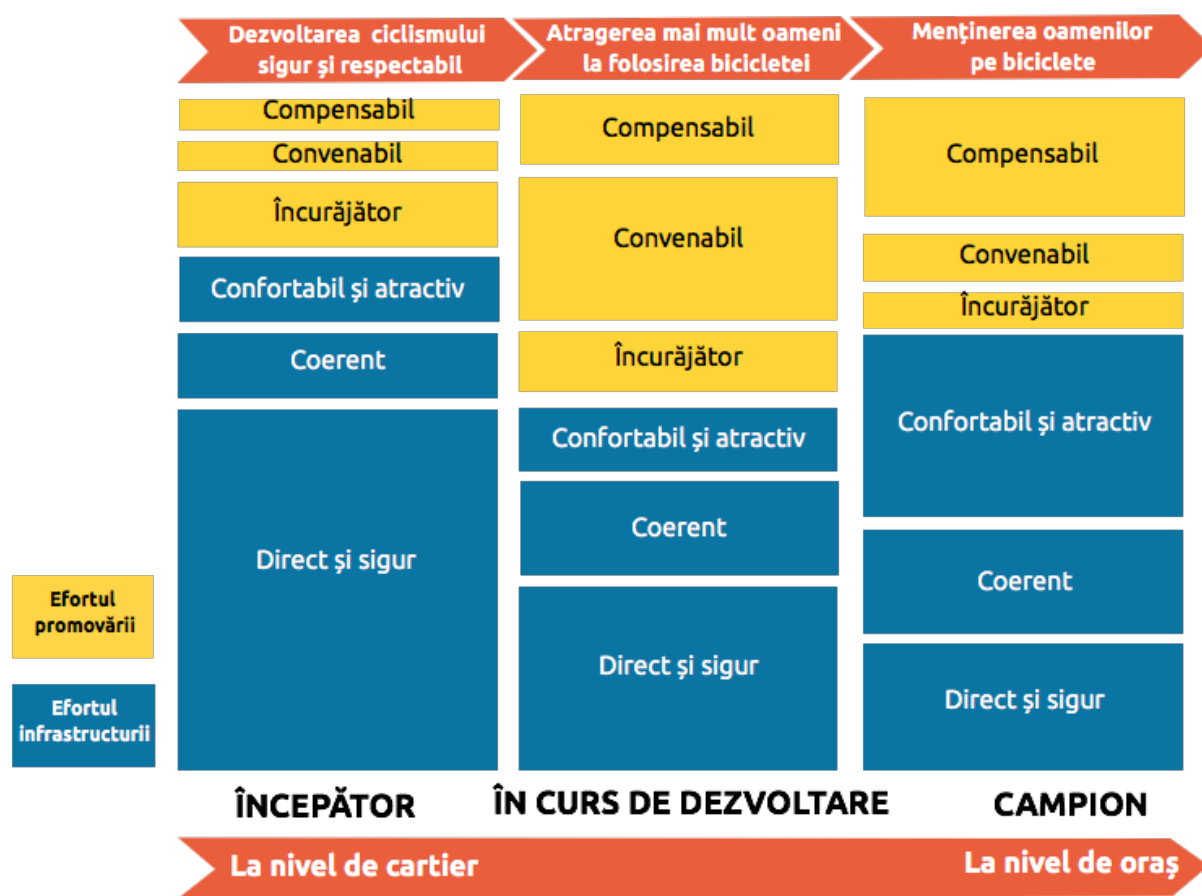 Dezvoltarea ciclismului
sigur și respectabil
Atragerea mai mult oameni
la folosirea bicicletei
Menținerea oamenilor
pe biciclete
Compensabil
Convenabil
Încurăjător
Confortabil și atractiv
Coerent
Direct și sigur
Compensabil
Convenabil
Încurăjător
Confortabil și atractiv
Coerent
Direct și sigur
Compensabil
Convenabil
Încurăjător
Confortabil și atractiv
Coerent
Direct și sigur
Efortul
promovării
Efortul
infrastructurii
ÎNCEPĂTOR
ÎN CURS DE DEZVOLTARE
CAMPION
La nivel de cartier
La nivel de oraș